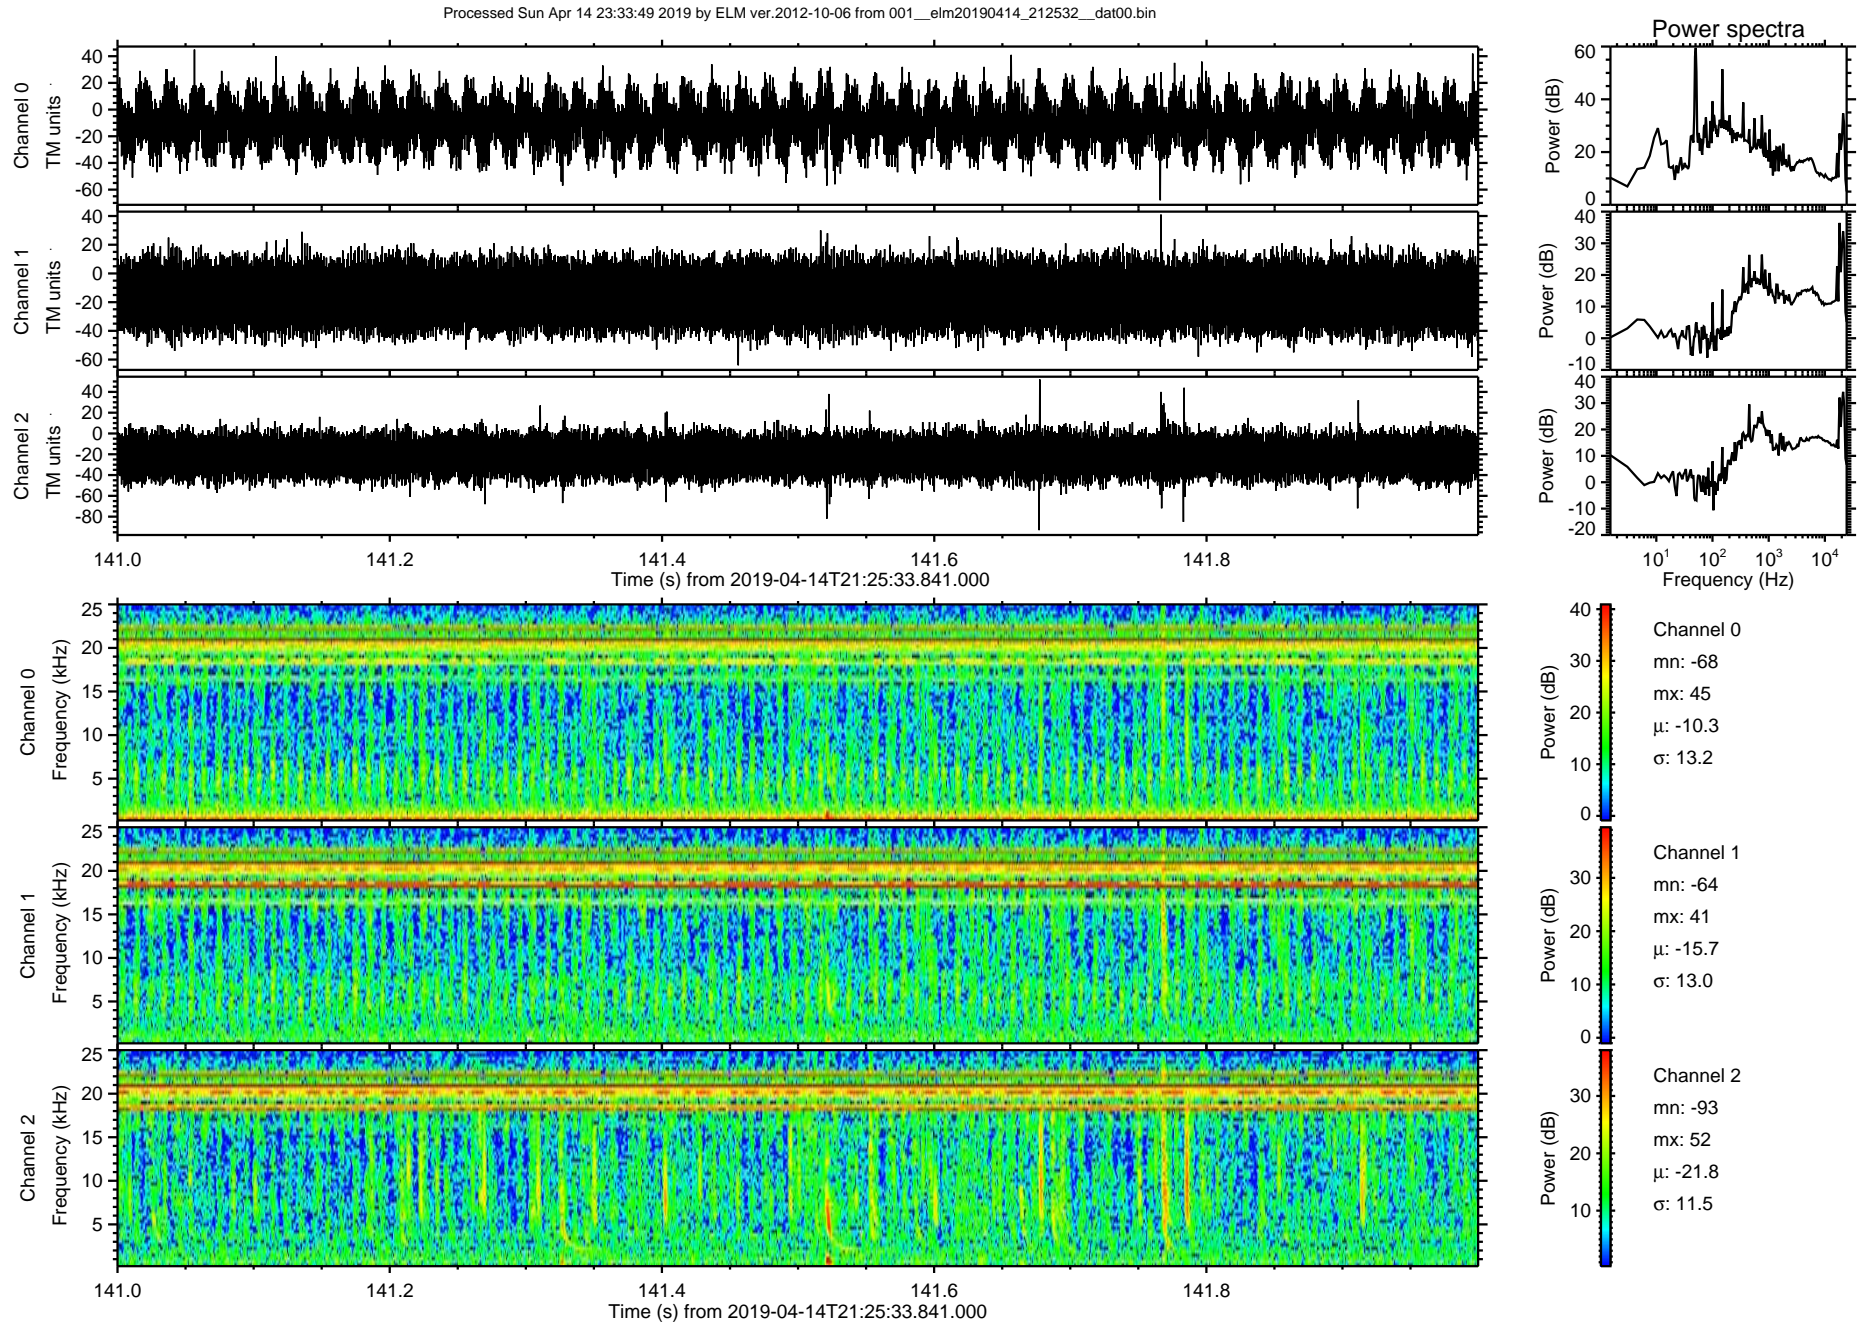 Processed Sun Apr 14 23:33:49 2019 by ELM ver.2012-10-06 from 001__elm20190414_212532__dat00.bin
Power spectra
Channel 0
TM units
40
20
0
-20
-40
-60
Power (dB)
60
40
20
0
Channel 1
TM units
40
20
0
-20
-40
-60
Power (dB)
40
30
20
10
0
-10
Channel 2
TM units
40
20
0
-20
-40
-60
-80
Power (dB)
40
30
20
10
0
-10
-20
141.0 141.2 141.4 141.6 141.8
Time (s) from 2019-04-14T21:25:33.841.000
10¹ 10² 10³ 10⁴
Frequency (Hz)
Channel 0
Frequency (kHz)
25
20
15
10
5
Power (dB)
40
30
20
10
0
Channel 0
mn: -68
mx: 45
µ: -10.3
σ: 13.2
Channel 1
Frequency (kHz)
25
20
15
10
5
Power (dB)
30
20
10
0
Channel 1
mn: -64
mx: 41
µ: -15.7
σ: 13.0
Channel 2
Frequency (kHz)
25
20
15
10
5
Power (dB)
30
20
10
Channel 2
mn: -93
mx: 52
µ: -21.8
σ: 11.5
141.0 141.2 141.4 141.6 141.8
Time (s) from 2019-04-14T21:25:33.841.000